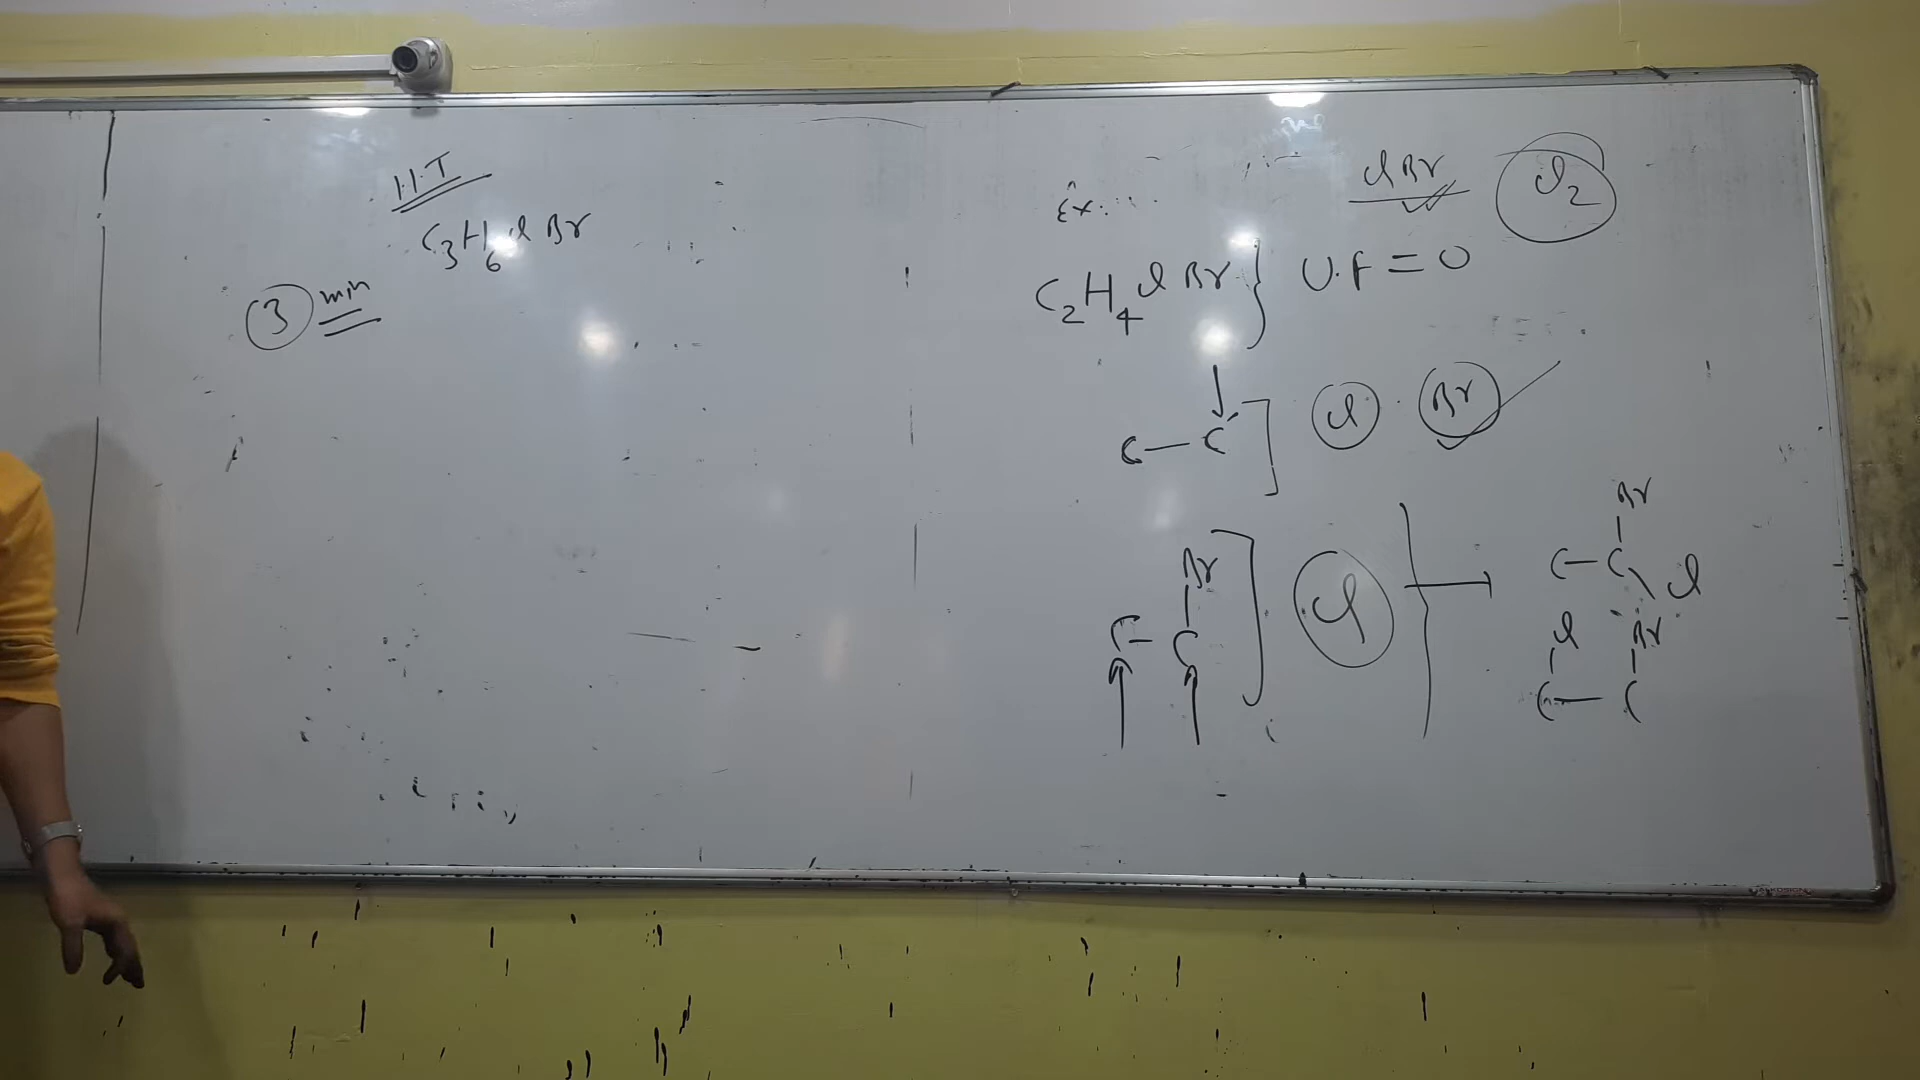 H.T
C3H6ClBr
3 min
Ex:
ClBr
Cl2
C2H4ClBr } U.F = 0
C—C ] Cl Br
Br
C—C ] Cl
Br
C—C
Cl
Cl Br
C—C